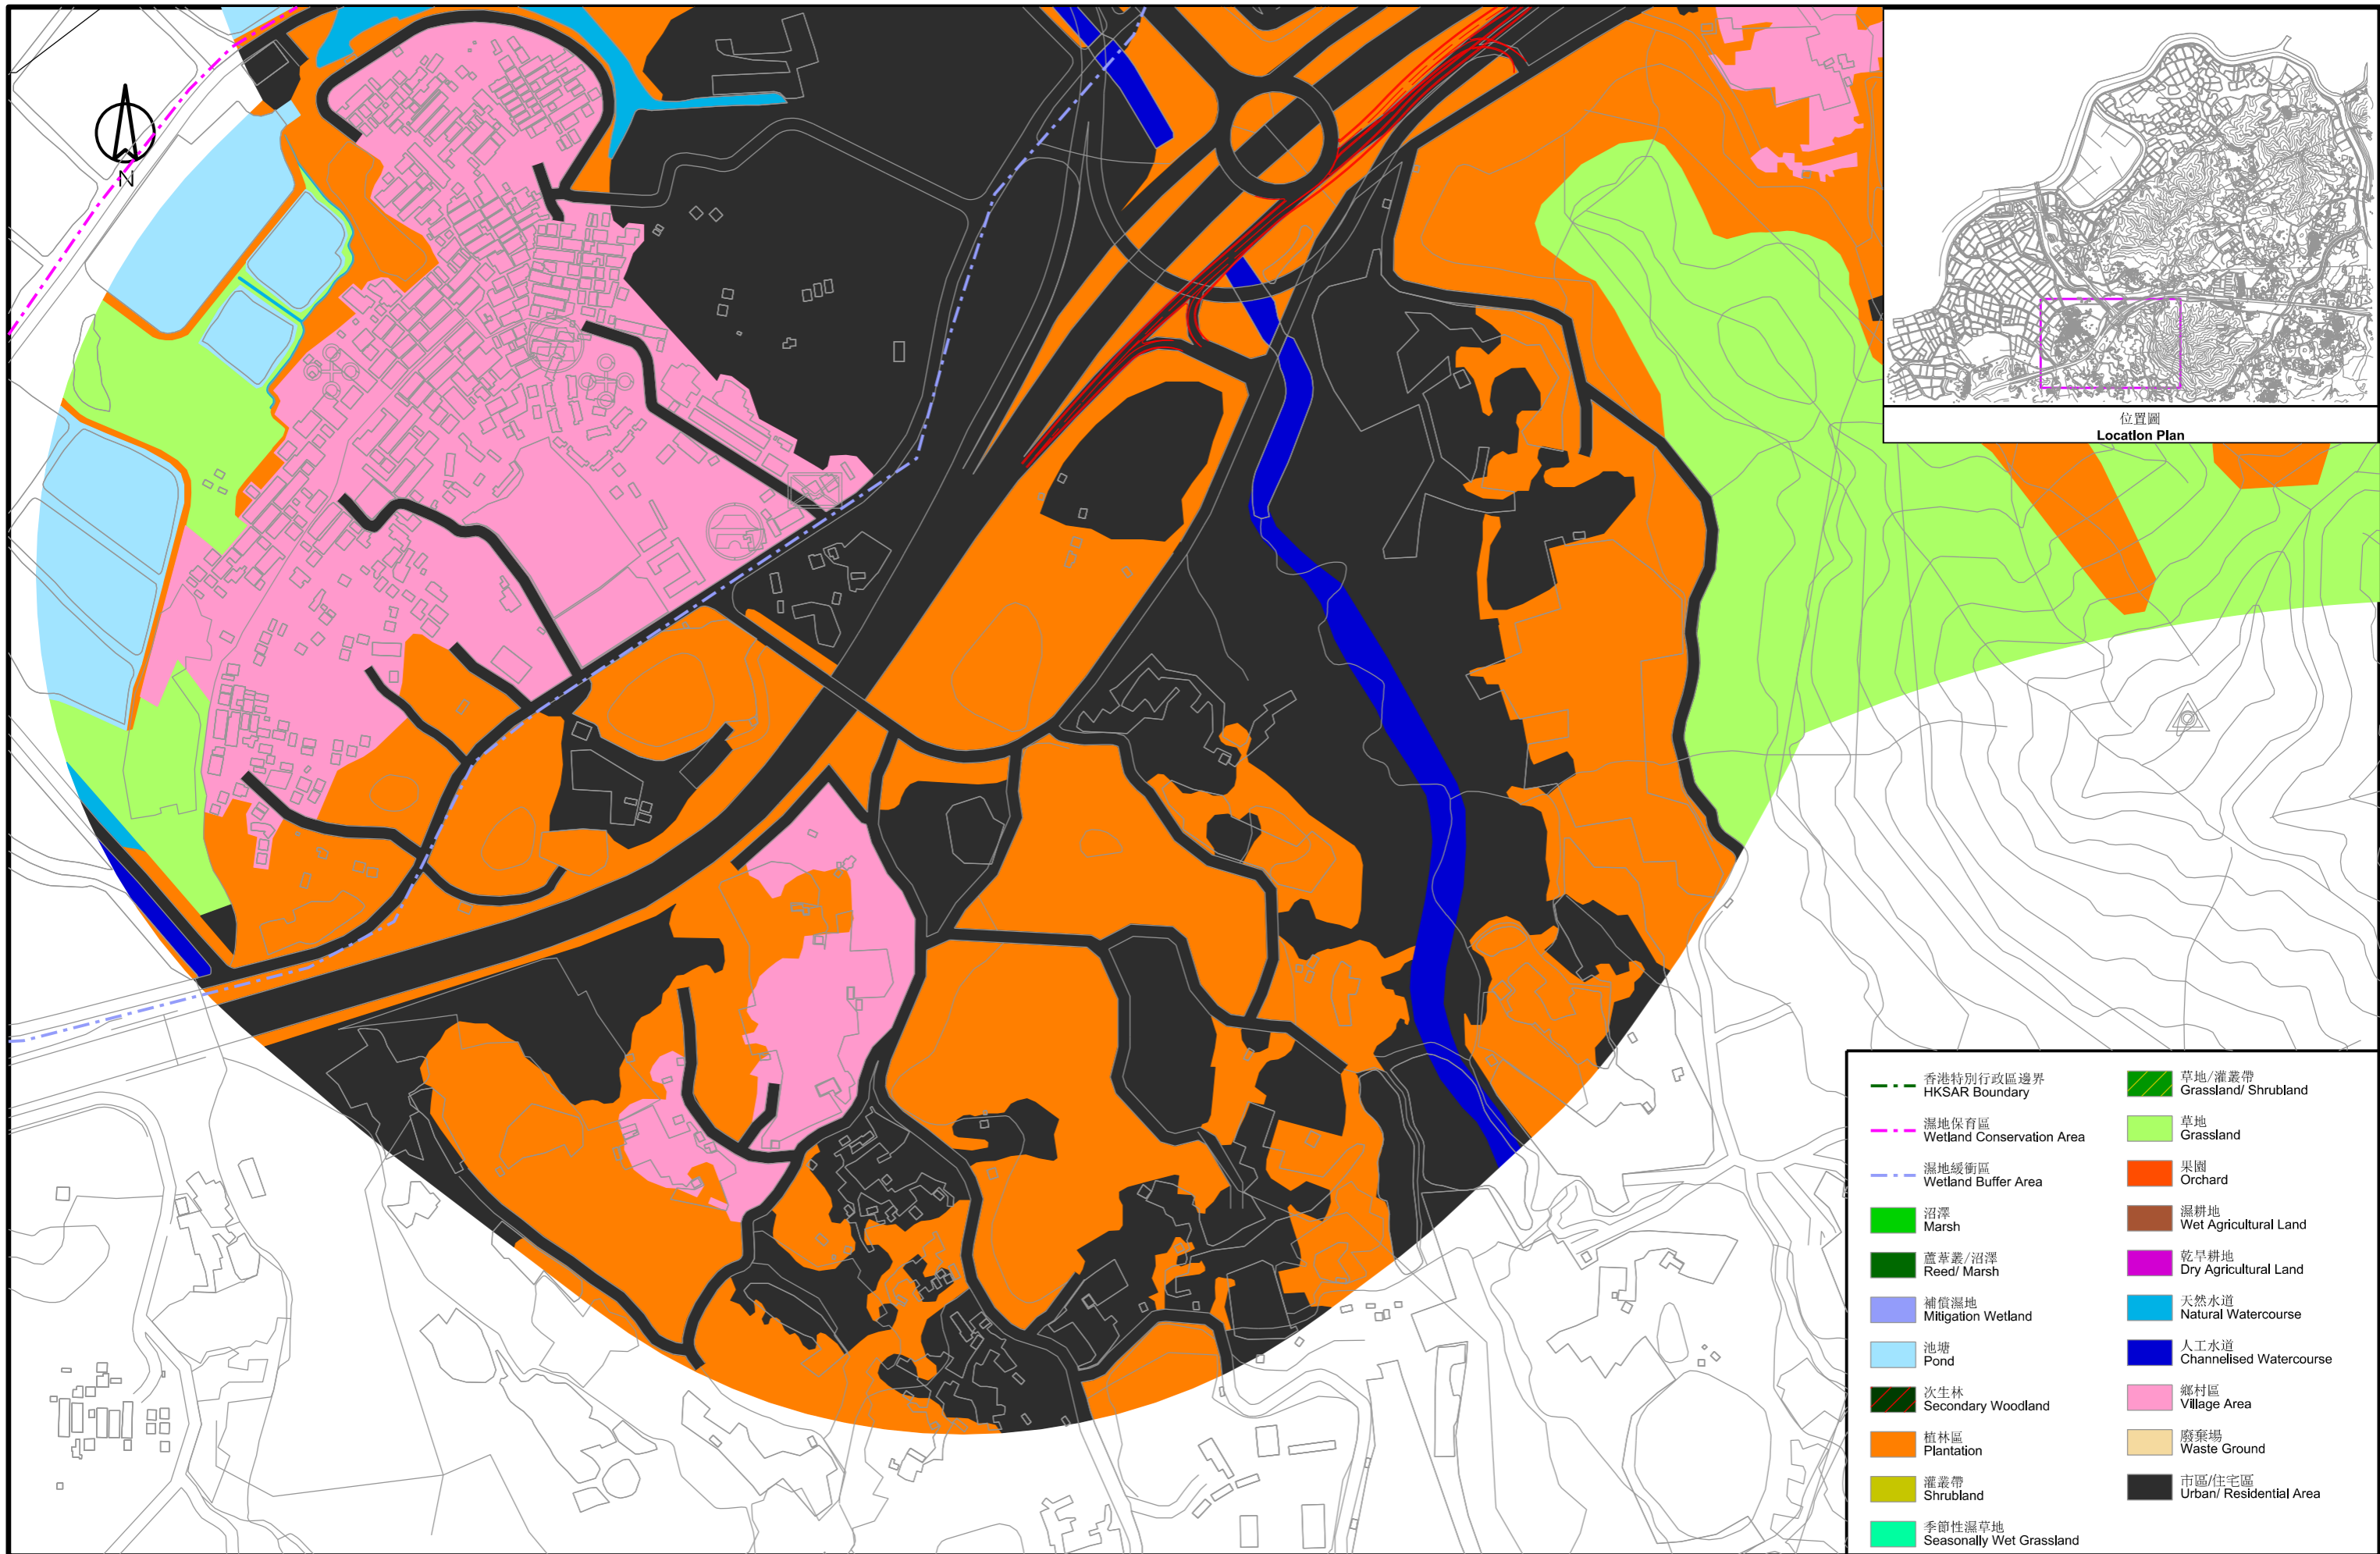 N
位置圖
Location Plan
香港特別行政區邊界
HKSAR Boundary
濕地保育區
Wetland Conservation Area
濕地緩衝區
Wetland Buffer Area
沼澤
Marsh
蘆葦叢/沼澤
Reed/ Marsh
補償濕地
Mitigation Wetland
池塘
Pond
次生林
Secondary Woodland
植林區
Plantation
灌叢帶
Shrubland
季節性濕草地
Seasonally Wet Grassland
草地/灌叢帶
Grassland/ Shrubland
草地
Grassland
果園
Orchard
濕耕地
Wet Agricultural Land
乾旱耕地
Dry Agricultural Land
天然水道
Natural Watercourse
人工水道
Channelised Watercourse
鄉村區
Village Area
廢棄場
Waste Ground
市區/住宅區
Urban/ Residential Area